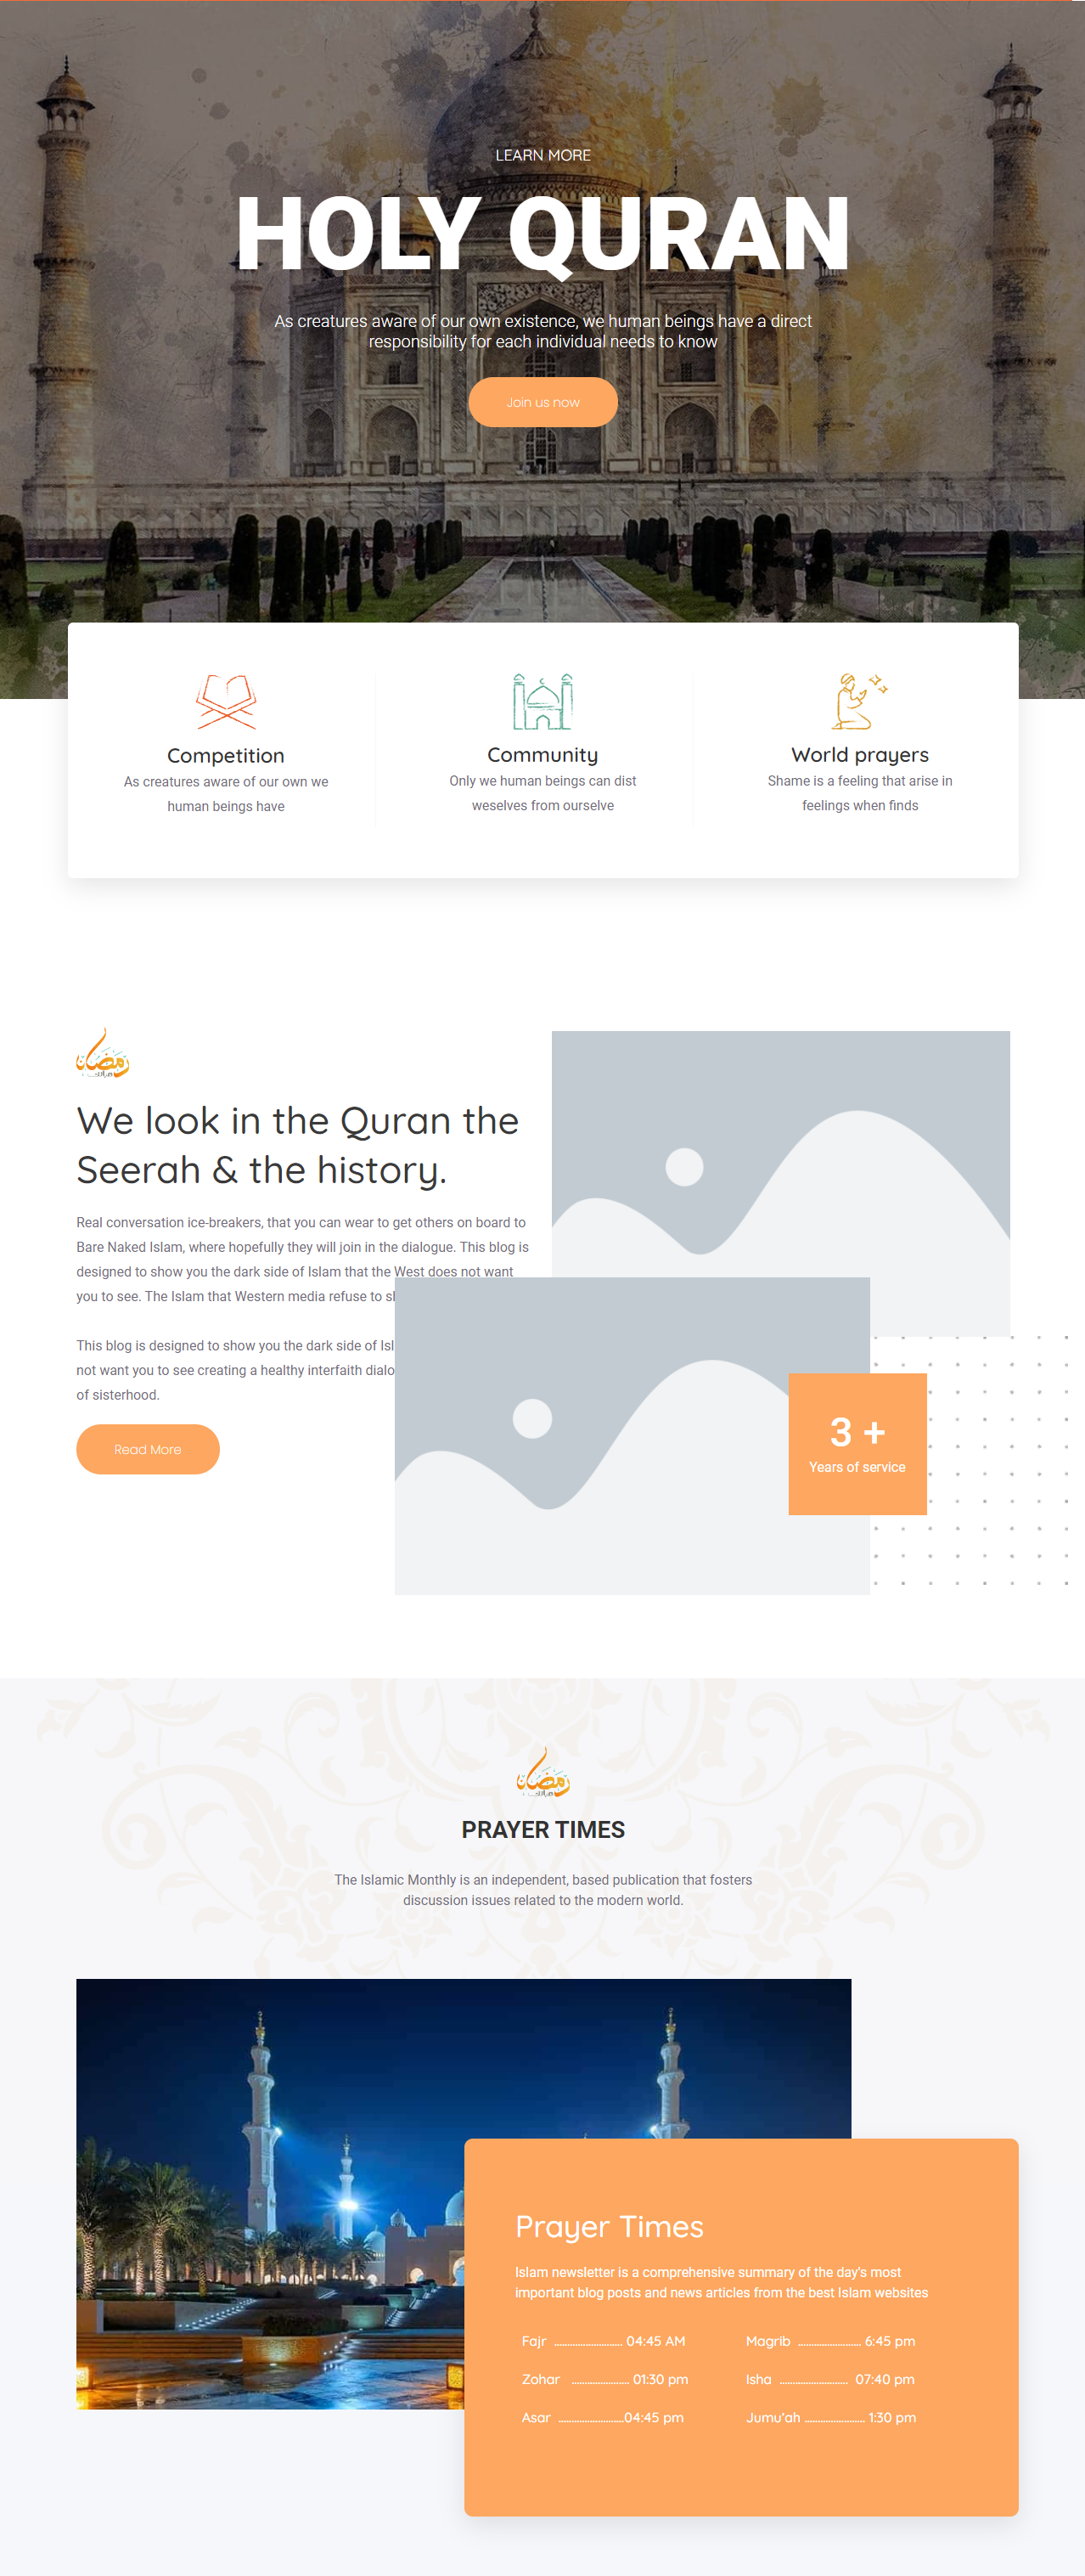 LEARN MORE
HOLY QURAN
As creatures aware of our own existence, we human beings have a direct
responsibility for each individual needs to know
Join us now
Competition
As creatures aware of our own we
human beings have
Community
Only we human beings can dist
weselves from ourselve
World prayers
Shame is a feeling that arise in
feelings when finds
رمضان
We look in the Quran the
Seerah & the history.
Real conversation ice-breakers, that you can wear to get others on board to
Bare Naked Islam, where hopefully they will join in the dialogue. This blog is
designed to show you the dark side of Islam that the West does not want
you to see. The Islam that Western media refuse to
This blog is designed to show you the dark side of
not want you to see creating a healthy interfaith
of sisterhood.
Read More
3 +
Years of service
رمضان
PRAYER TIMES
The Islamic Monthly is an independent, based publication that fosters
discussion issues related to the modern world.
Prayer Times
Islam newsletter is a comprehensive summary of the day's most
important blog posts and news articles from the best Islam websites
Fajr .......................... 04:45 AM
Zohar ...................... 01:30 pm
Asar .........................04:45 pm
Magrib ........................ 6:45 pm
Isha .......................... 07:40 pm
Jumu'ah ....................... 1:30 pm